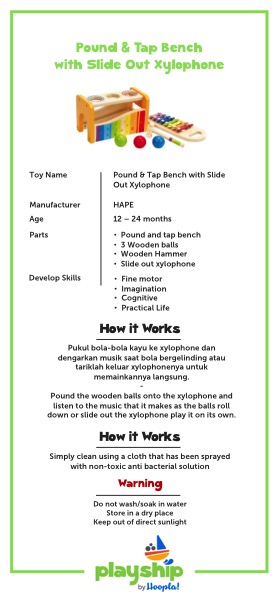 Pound & Tap Bench
with Slide Out Xylophone
Toy Name
Pound & Tap Bench with Slide
Out Xylophone
Manufacturer
HAPE
Age
12 – 24 months
Parts
• Pound and tap bench
• 3 Wooden balls
• Wooden Hammer
• Slide out xylophone
Develop Skills
• Fine motor
• Imagination
• Cognitive
• Practical Life
How it Works
Pukul bola-bola kayu ke xylophone dan
dengarkan musik saat bola bergelinding atau
tariklah keluar xylophonenya untuk
memainkannya langsung.
-
Pound the wooden balls onto the xylophone and
listen to the music that it makes as the balls roll
down or slide out the xylophone play it on its own.
How it Works
Simply clean using a cloth that has been sprayed
with non-toxic anti bacterial solution
Warning
Do not wash/soak in water
Store in a dry place
Keep out of direct sunlight
playship
by Hoopla!